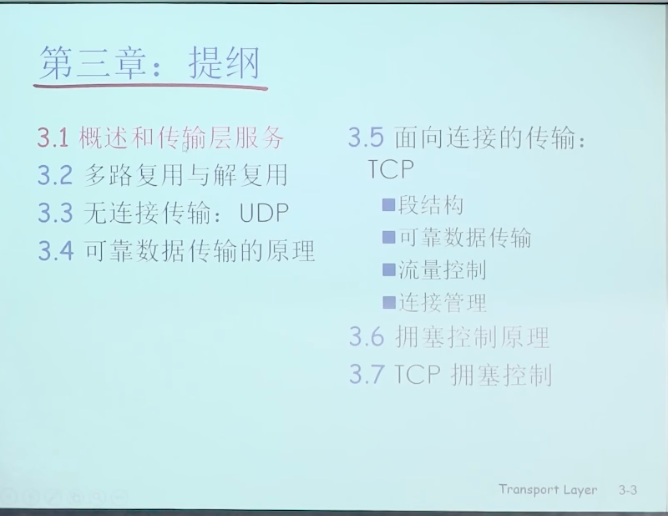 第三章：提纲
3.1 概述和传输层服务
3.2 多路复用与解复用
3.3 无连接传输：UDP
3.4 可靠数据传输的原理
3.5 面向连接的传输：
TCP
■段结构
■可靠数据传输
■流量控制
■连接管理
3.6 拥塞控制原理
3.7 TCP 拥塞控制
Transport Layer 3-3